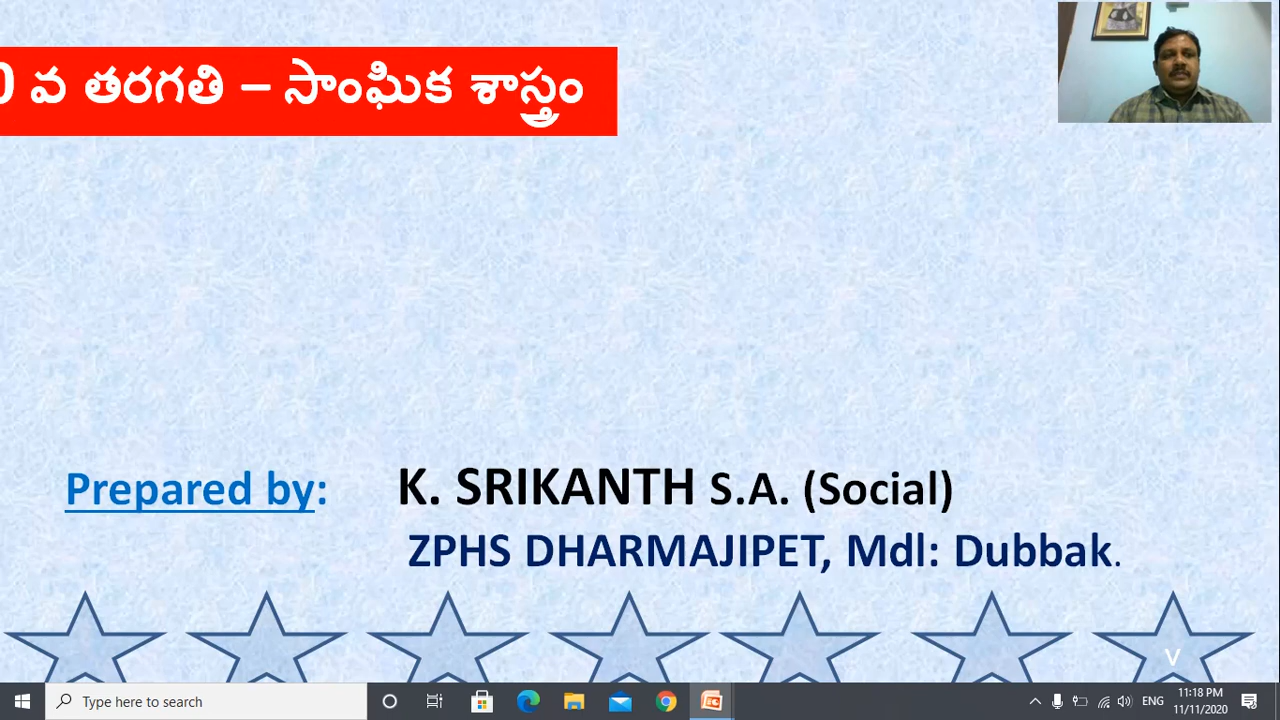 0 వ తరగతి – సాంఘిక శాస్త్రం
Prepared by: K. SRIKANTH S.A. (Social)
ZPHS DHARMAJIPET, Mdl: Dubbak.
V
Type here to search
ENG
11:18 PM
11/11/2020